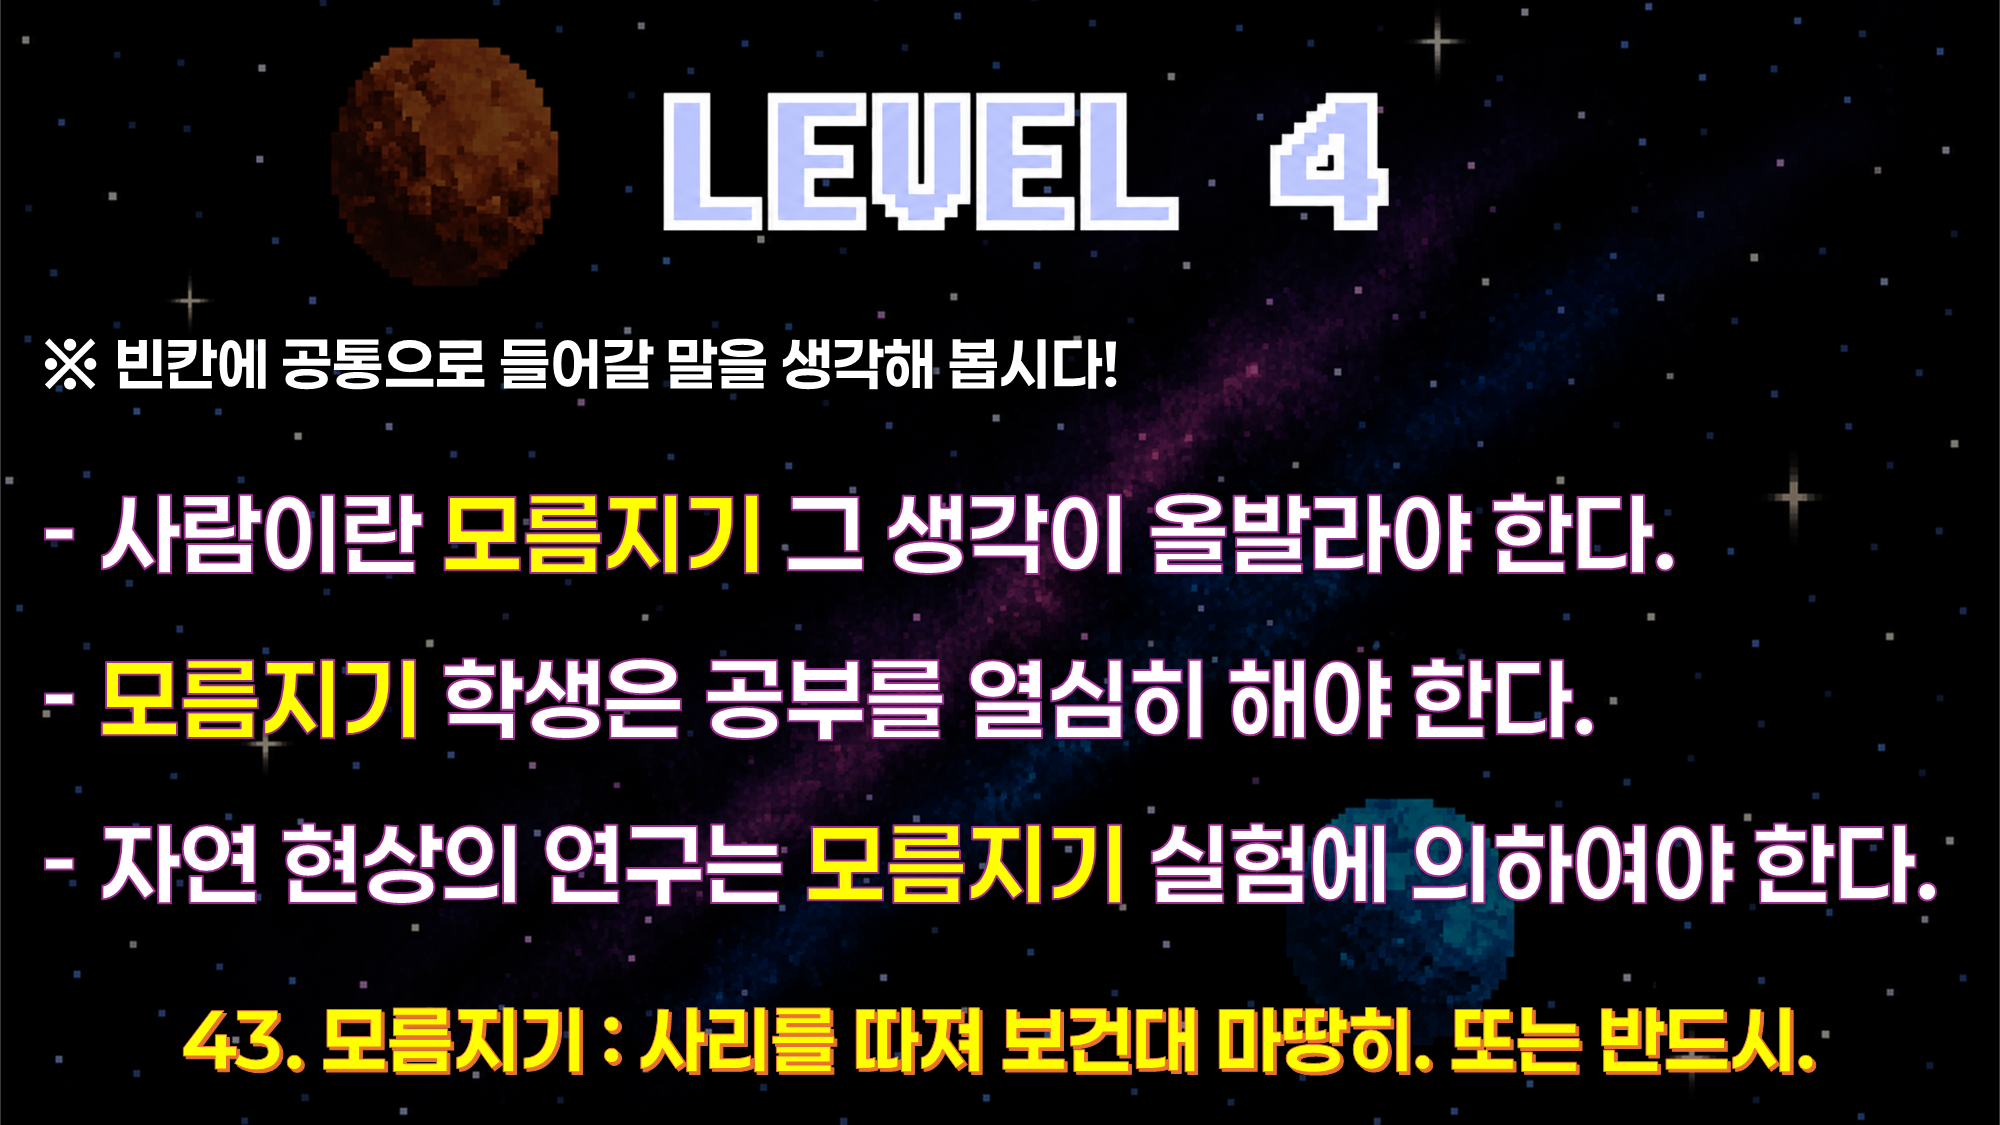 LEVEL 4
※ 빈칸에 공통으로 들어갈 말을 생각해 봅시다!
- 사람이란 모름지기 그 생각이 올발라야 한다.
- 모름지기 학생은 공부를 열심히 해야 한다.
- 자연 현상의 연구는 모름지기 실험에 의하여야 한다.
43. 모름지기 : 사리를 따져 보건대 마땅히. 또는 반드시.